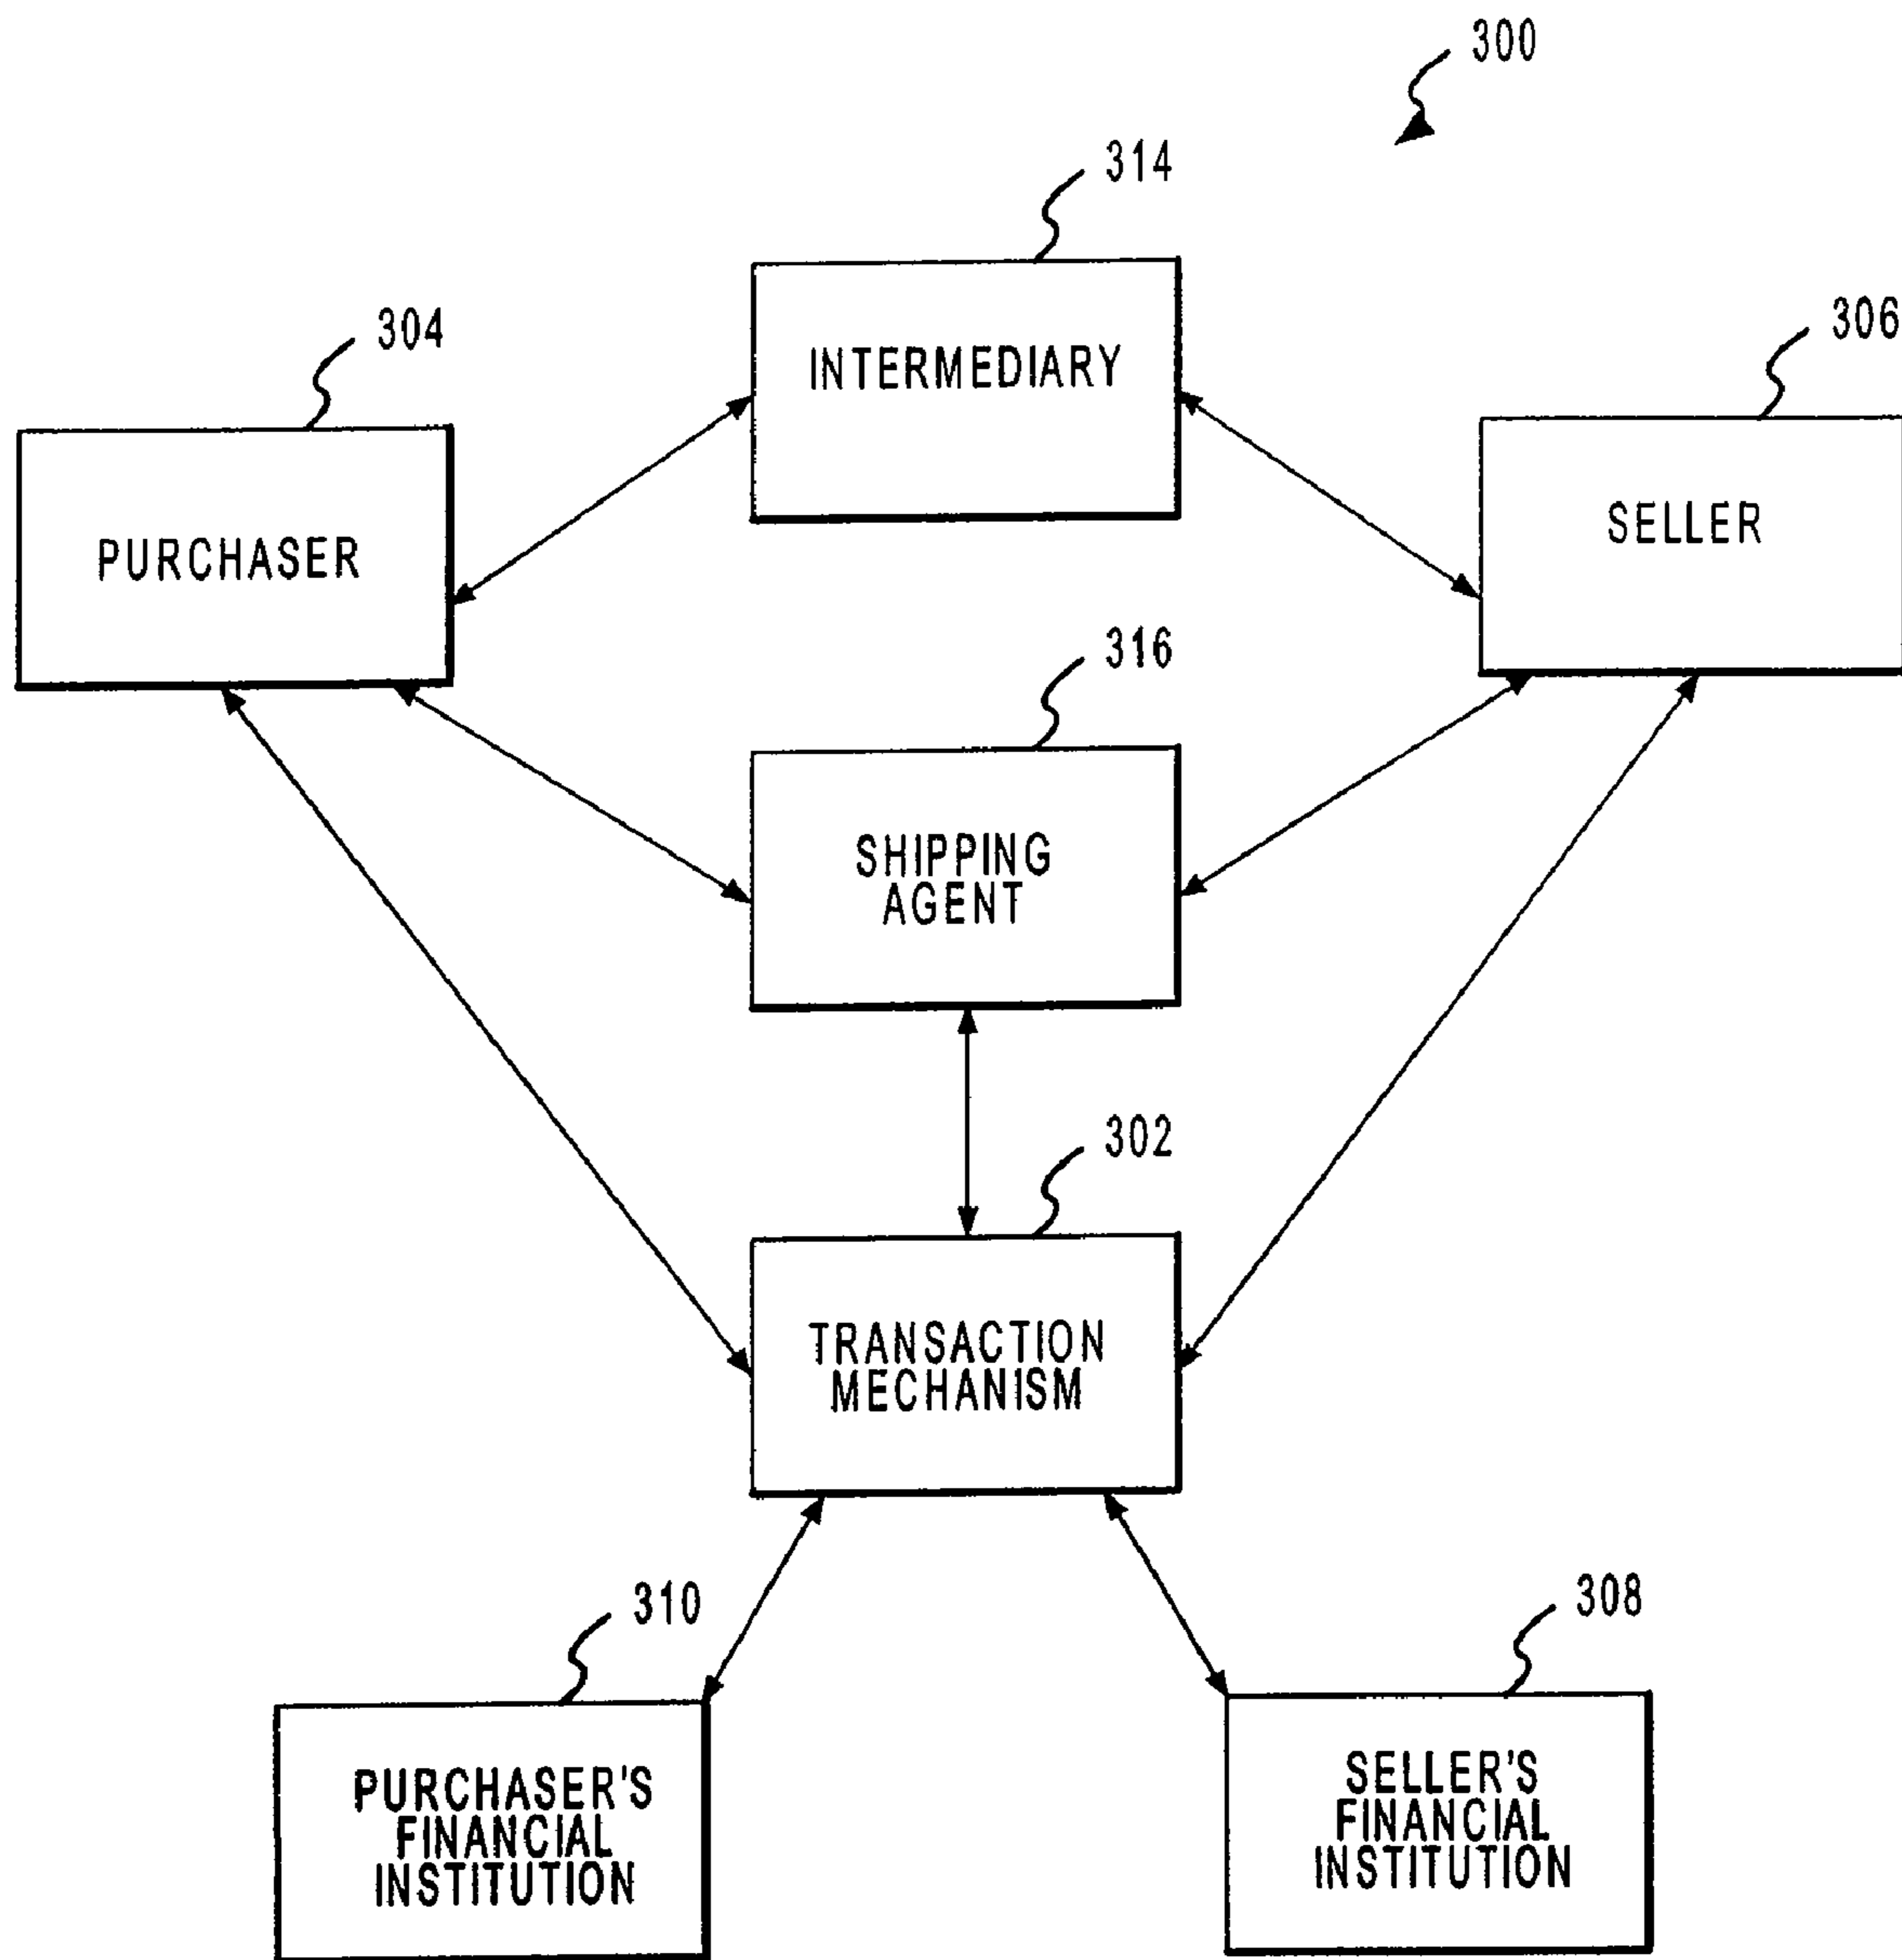 300
314
INTERMEDIARY
304
PURCHASER
306
SELLER
316
SHIPPING
AGENT
302
TRANSACTION
MECHANISM
310
PURCHASER'S
FINANCIAL
INSTITUTION
308
SELLER'S
FINANCIAL
INSTITUTION